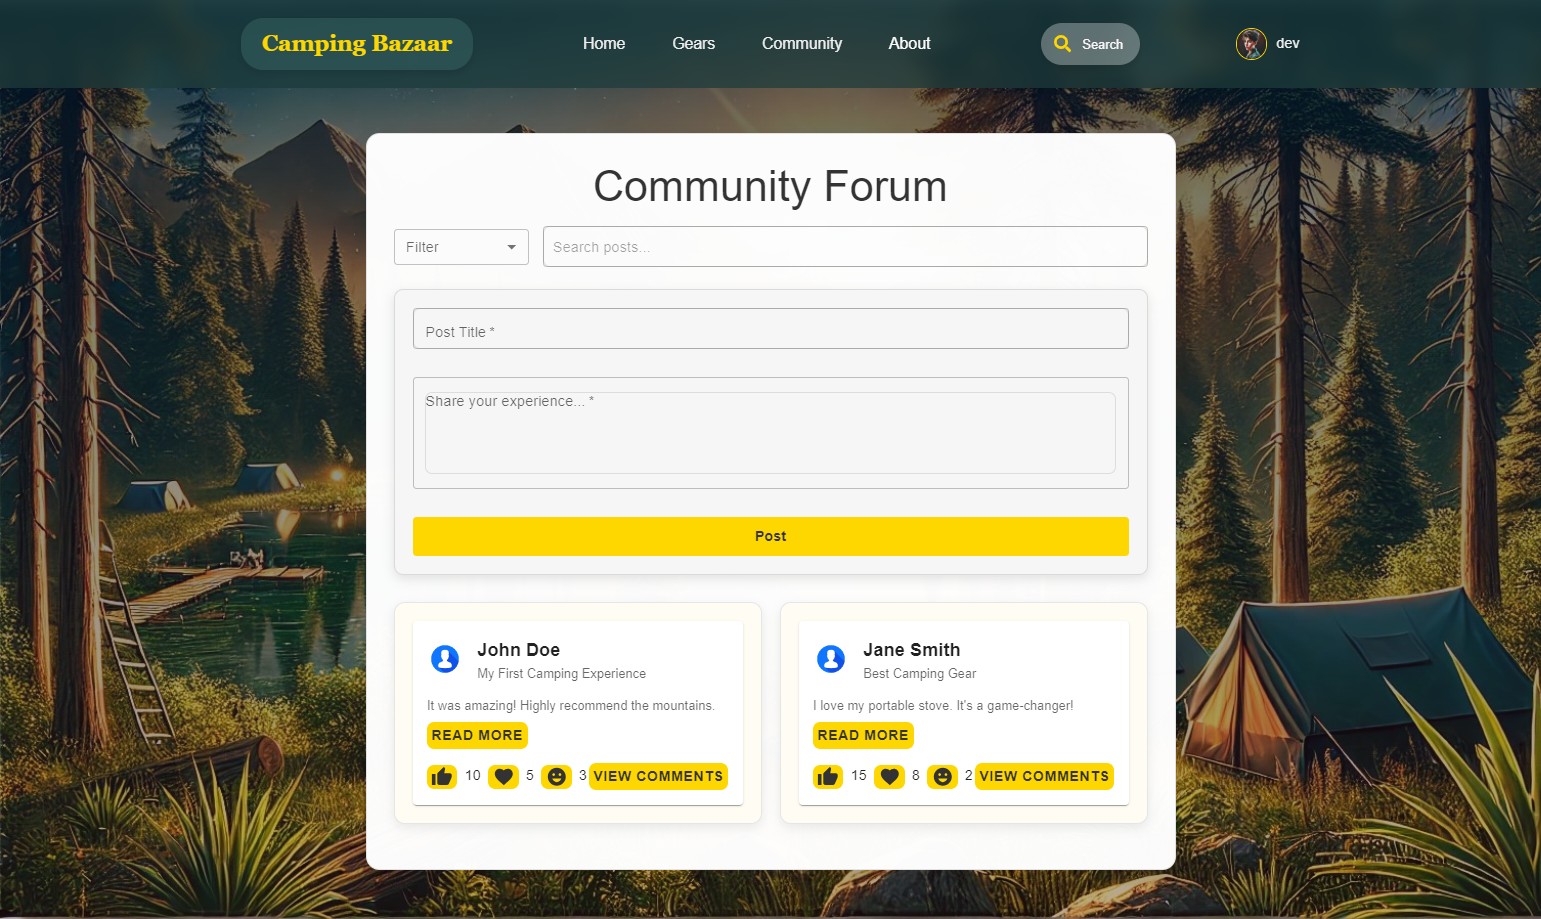 Camping Bazaar
Home Gears Community About
Search
dev
Community Forum
Filter
Search posts...
Post Title *
Share your experience... *
Post
John Doe
My First Camping Experience
It was amazing! Highly recommend the mountains.
READ MORE
10 5 3 VIEW COMMENTS
Jane Smith
Best Camping Gear
I love my portable stove. It's a game-changer!
READ MORE
15 8 2 VIEW COMMENTS